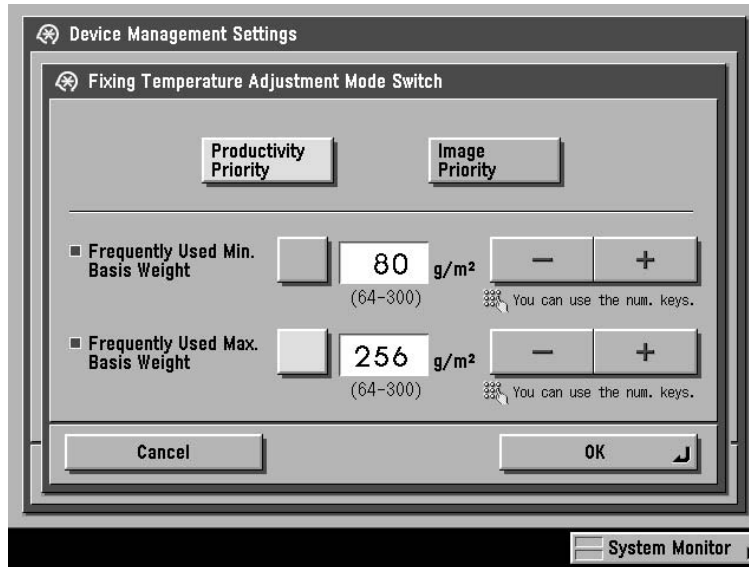 Device Management Settings
Fixing Temperature Adjustment Mode Switch
Productivity
Priority
Image
Priority
Frequently Used Min.
Basis Weight
80 g/m²
− +
(64-300)
You can use the num. keys.
Frequently Used Max.
Basis Weight
256 g/m²
− +
(64-300)
You can use the num. keys.
Cancel
OK
System Monitor